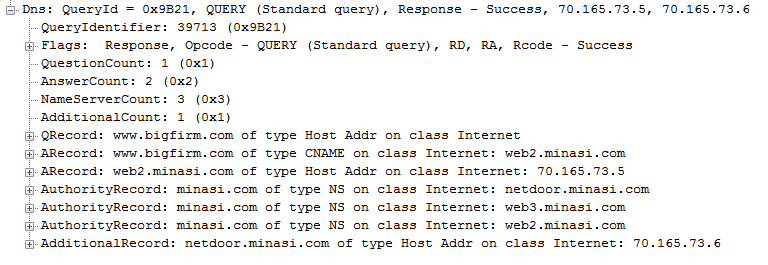 Dns: QueryId = 0x9B21, QUERY (Standard query), Response - Success, 70.165.73.5, 70.165.73.6
QueryIdentifier: 39713 (0x9B21)
Flags:  Response, Opcode - QUERY (Standard query), RD, RA, Rcode - Success
QuestionCount: 1 (0x1)
AnswerCount: 2 (0x2)
NameServerCount: 3 (0x3)
AdditionalCount: 1 (0x1)
QRecord: www.bigfirm.com of type Host Addr on class Internet
ARecord: www.bigfirm.com of type CNAME on class Internet: web2.minasi.com
ARecord: web2.minasi.com of type Host Addr on class Internet: 70.165.73.5
AuthorityRecord: minasi.com of type NS on class Internet: netdoor.minasi.com
AuthorityRecord: minasi.com of type NS on class Internet: web3.minasi.com
AuthorityRecord: minasi.com of type NS on class Internet: web2.minasi.com
AdditionalRecord: netdoor.minasi.com of type Host Addr on class Internet: 70.165.73.6